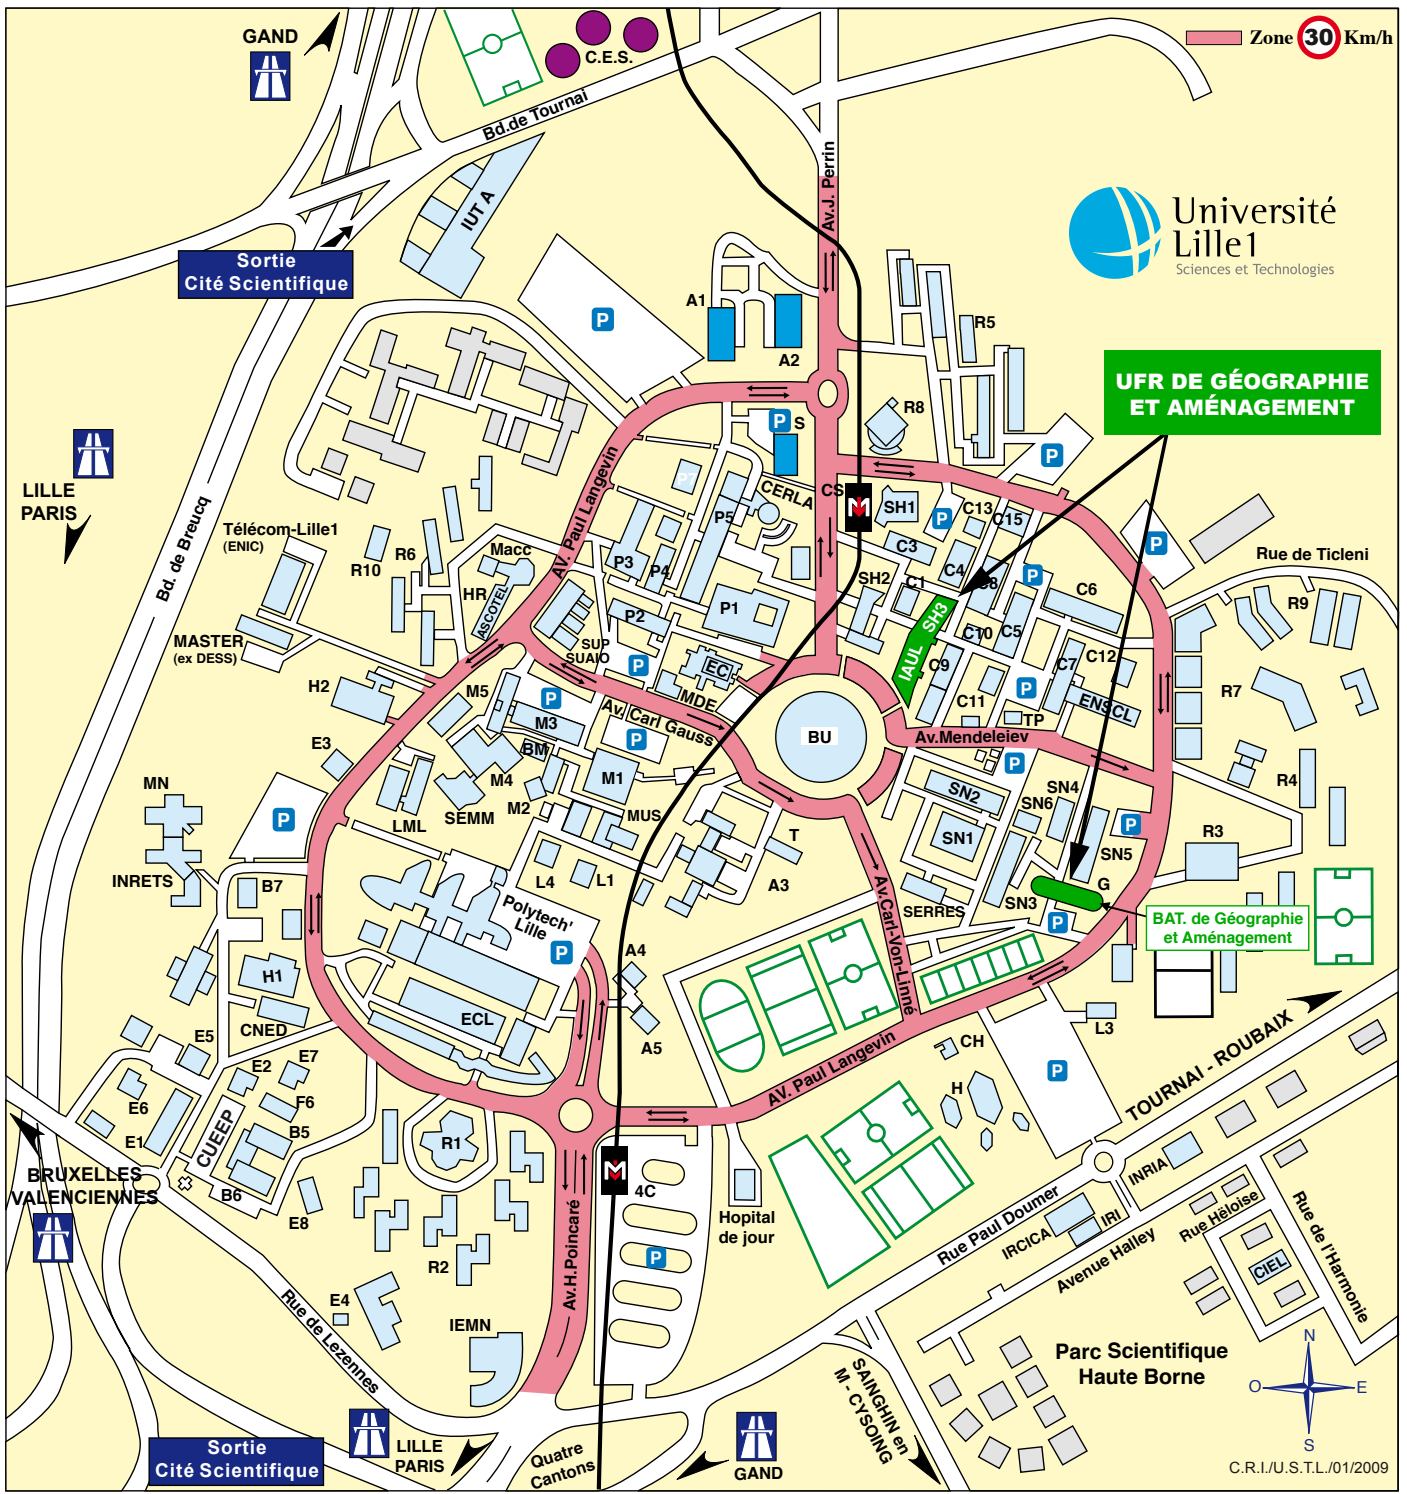 GAND
C.E.S.
Zone 30 Km/h
Bd.de Tournai
Av.J. Perrin
IUT A
Université
Lille1
Sciences et Technologies
Sortie
Cité Scientifique
P
A1
A2
R5
UFR DE GÉOGRAPHIE
ET AMÉNAGEMENT
P S
R8
P
LILLE
PARIS
AV. Paul Langevin
P7
CERLA
CS
M
SH1
P
C13
C15
P
Bd. de Breucq
Télécom-Lille1
(ENIC)
R10
R6
Macc
P5
P3
P4
C3
C4
C8
P
C6
Rue de Ticleni
R9
HR
ASCOTEL
SH2
C1
SH3
IAUL
P2
P1
C10
C5
MASTER
(ex DESS)
SUP
SUAIO
P
EC
C9
C7
C12
H2
M5
P
MDE
C11
P
TP
ENSCL
R7
M3
Av. Carl Gauss
P
BU
Av.Mendeleiev
E3
BM
M4
M1
P
R4
MN
M2
SN2
SN4
SN6
P
LML
SEMM
MUS
T
SN1
SN5
R3
P
INRETS
B7
L4
L1
A3
SERRES
SN3
G
Polytech'
Lille
P
Av.Carl-Von-Linné
P
BAT. de Géographie
et Aménagement
A4
H1
CNED
ECL
A5
L3
E5
E2
E7
CH
AV. Paul Langevin
P
TOURNAI - ROUBAIX
E6
F6
H
E1
B5
CUEEP
R1
BRUXELLES
VALENCIENNES
B6
M
4C
INRIA
E8
Hopital
de jour
Rue Paul Doumer
IRCICA
IRI
Rue Hëloise
Rue de l'Harmonie
Av.H.Poincaré
R2
P
Avenue Halley
CIEL
E4
Rue de Lezennes
IEMN
Parc Scientifique
Haute Borne
N
O
E
S
SAINGHIN en
M - CYSOING
LILLE
PARIS
Sortie
Cité Scientifique
Quatre
Cantons
GAND
C.R.I./U.S.T.L./01/2009